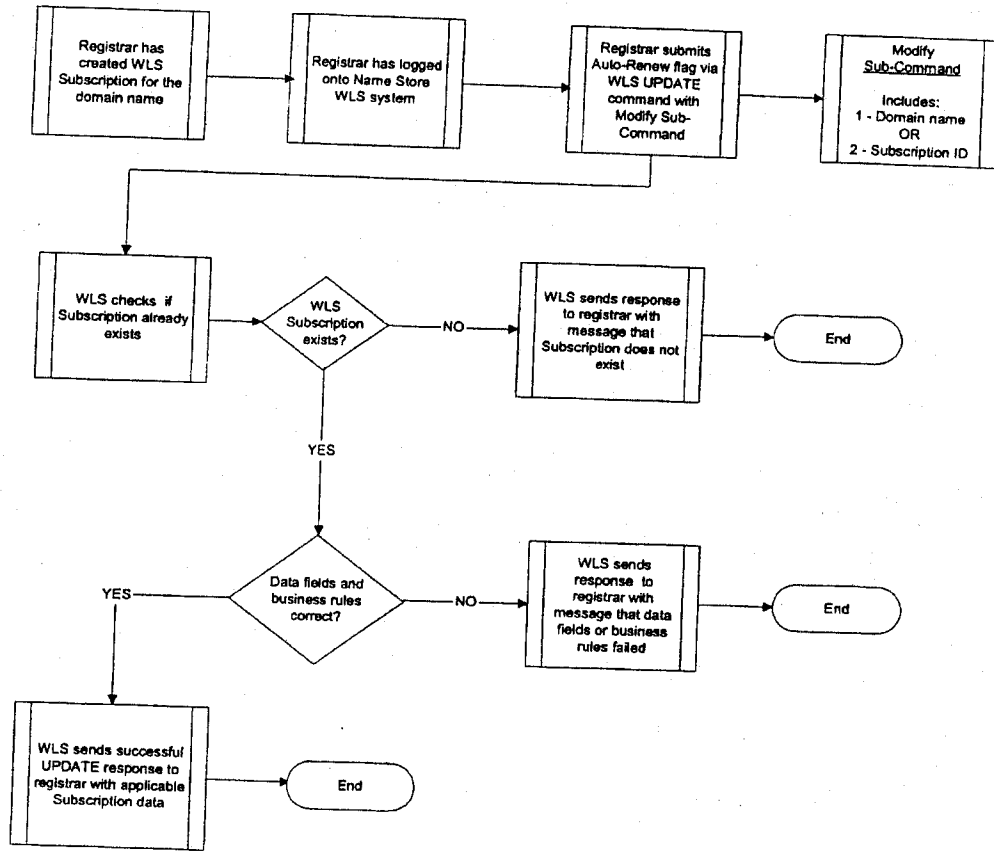 Registrar has
created WLS
Subscription for the
domain name
Registrar has logged
onto Name Store
WLS system
Registrar submits
Auto-Renew flag via
WLS UPDATE
command with
Modify Sub-
Command
Modify
Sub-Command
Includes:
1 - Domain name
OR
2 - Subscription ID
WLS checks if
Subscription already
exists
WLS
Subscription
exists?
NO
WLS sends response
to registrar with
message that
Subscription does not
exist
End
YES
Data fields and
business rules
correct?
YES
NO
WLS sends
response to
registrar with
message that data
fields or business
rules failed
End
WLS sends successful
UPDATE response to
registrar with applicable
Subscription data
End